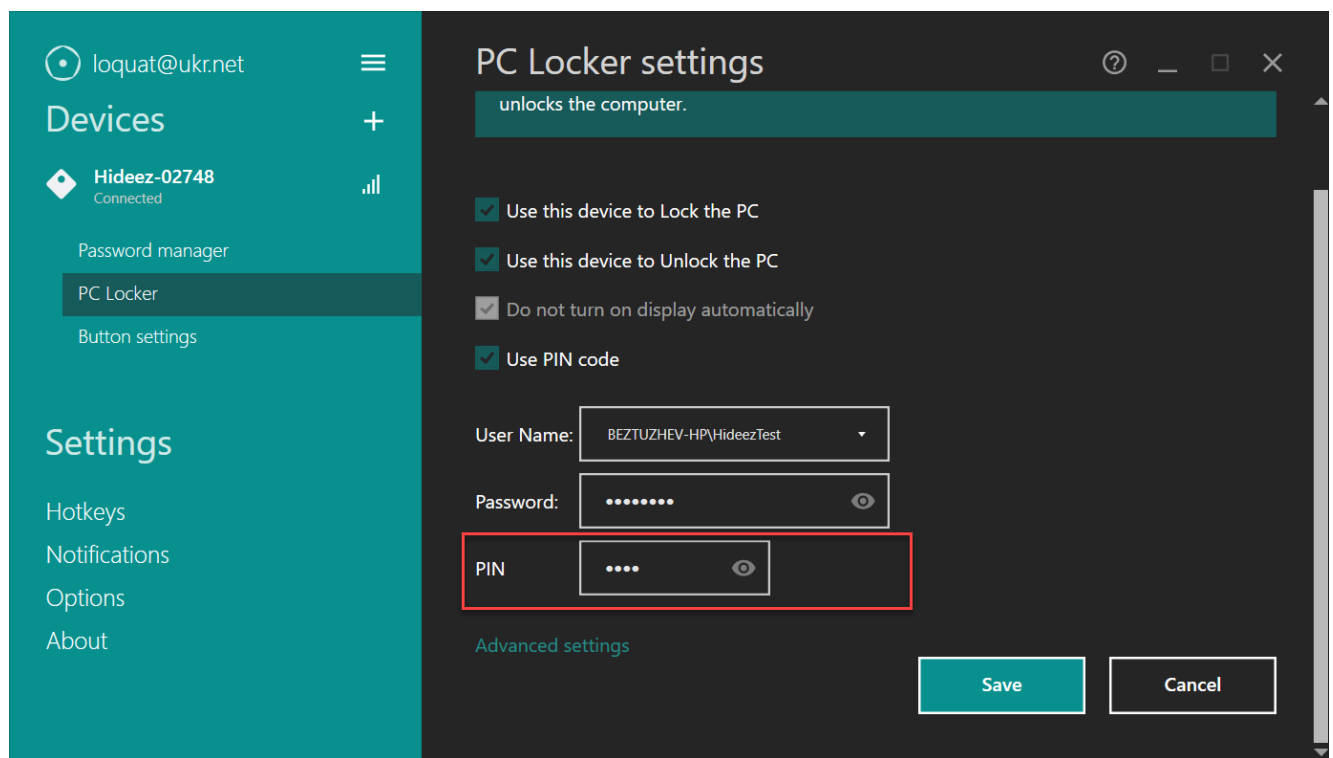 loquat@ukr.net
Devices
Hideez-02748
Connected
Password manager
PC Locker
Button settings
Settings
Hotkeys
Notifications
Options
About
PC Locker settings
unlocks the computer.
Use this device to Lock the PC
Use this device to Unlock the PC
Do not turn on display automatically
Use PIN code
User Name: BEZTUZHEV-HP\HideezTest
Password: ••••••••
PIN ••••
Advanced settings
Save Cancel